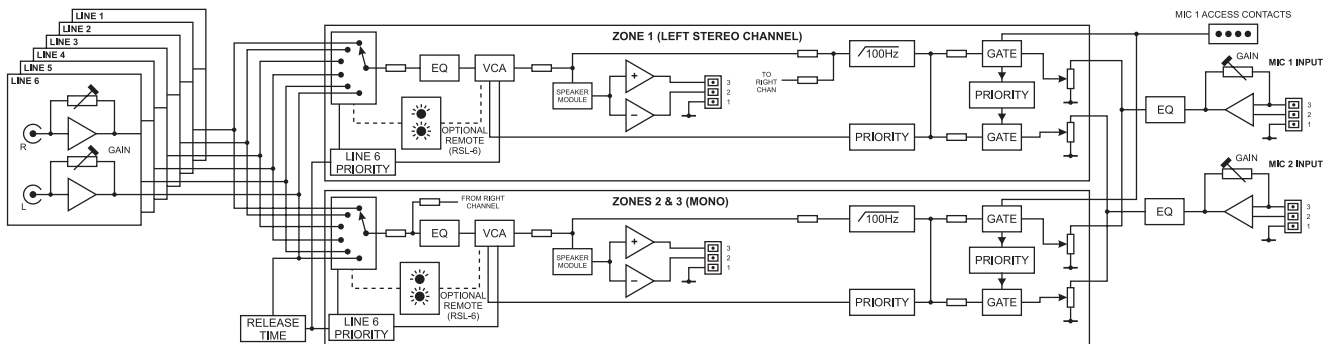 LINE 1
LINE 2
LINE 3
LINE 4
LINE 5
LINE 6
R
GAIN
L
ZONE 1 (LEFT STEREO CHANNEL)
EQ
VCA
OPTIONAL
REMOTE
(RSL-6)
LINE 6
PRIORITY
SPEAKER
MODULE
+
−
3
2
1
TO
RIGHT
CHAN
100Hz
PRIORITY
GATE
PRIORITY
GATE
MIC 1 ACCESS CONTACTS
GAIN
MIC 1 INPUT
EQ
3
2
1
GAIN
MIC 2 INPUT
EQ
3
2
1
ZONES 2 & 3 (MONO)
FROM RIGHT
CHANNEL
EQ
VCA
OPTIONAL
REMOTE
(RSL-6)
RELEASE
TIME
LINE 6
PRIORITY
SPEAKER
MODULE
+
−
3
2
1
100Hz
PRIORITY
GATE
PRIORITY
GATE